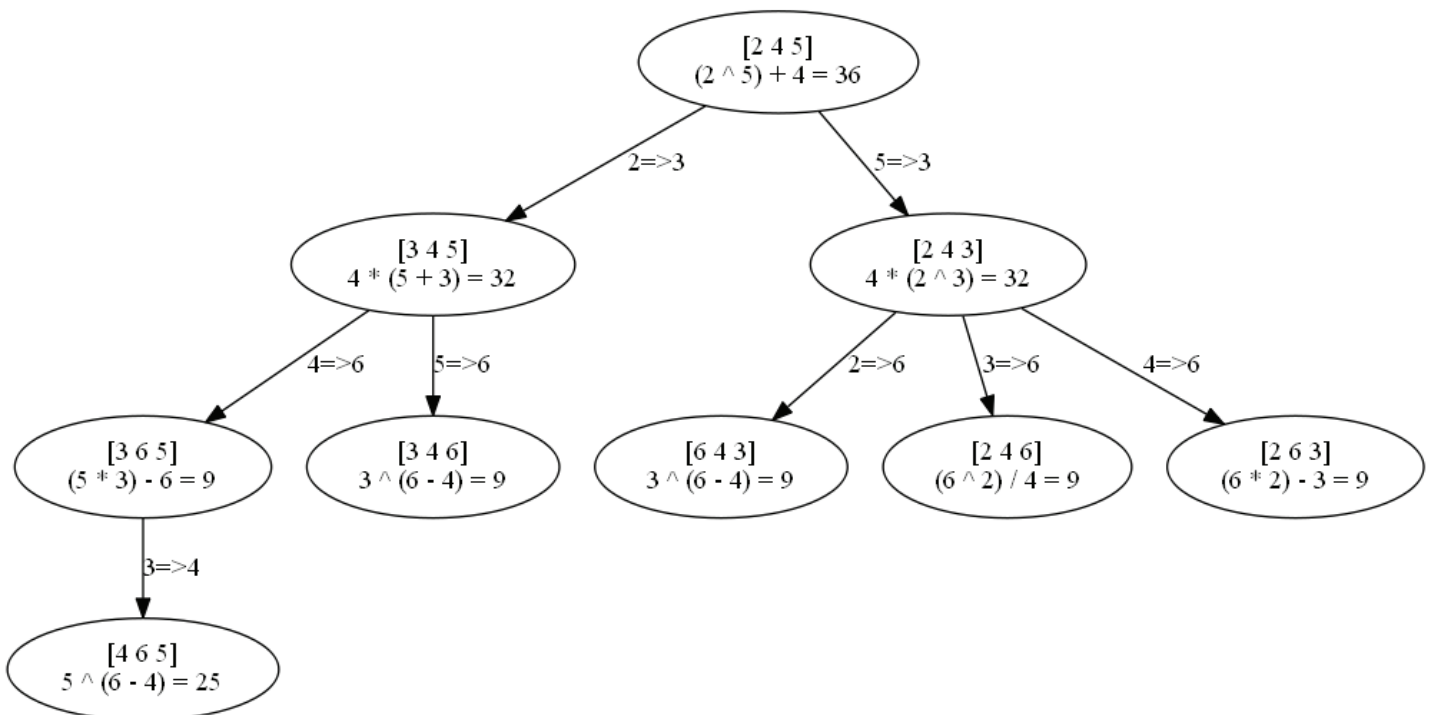 [2 4 5]
(2 ^ 5) + 4 = 36
2=>3
5=>3
[3 4 5]
4 * (5 + 3) = 32
[2 4 3]
4 * (2 ^ 3) = 32
4=>6
5=>6
2=>6
3=>6
4=>6
[3 6 5]
(5 * 3) - 6 = 9
[3 4 6]
3 ^ (6 - 4) = 9
[6 4 3]
3 ^ (6 - 4) = 9
[2 4 6]
(6 ^ 2) / 4 = 9
[2 6 3]
(6 * 2) - 3 = 9
3=>4
[4 6 5]
5 ^ (6 - 4) = 25